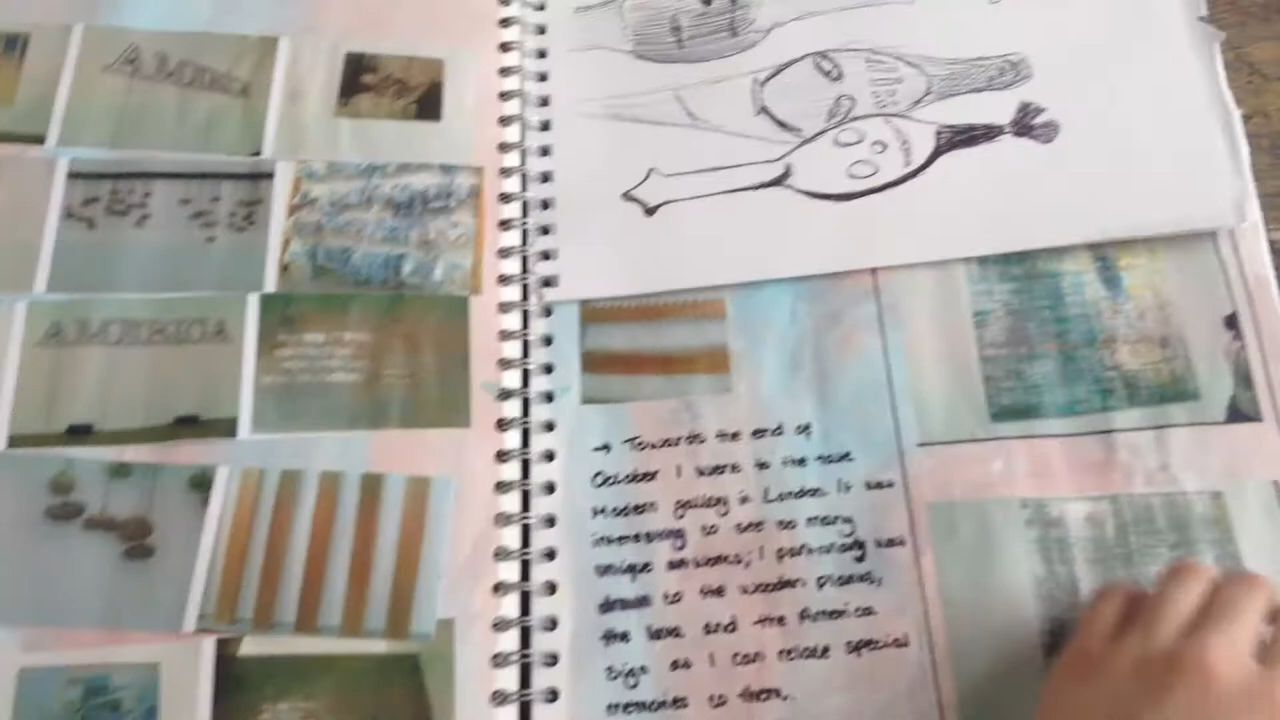 AMERICA
AMERICA
→ Towards the end of
October I went to the tate
Modern gallery in London. It was
interesting to see so many
unique artworks; I particularly was
drawn to the wooden planks,
the love and the America
sign as I can relate special
memories to them.